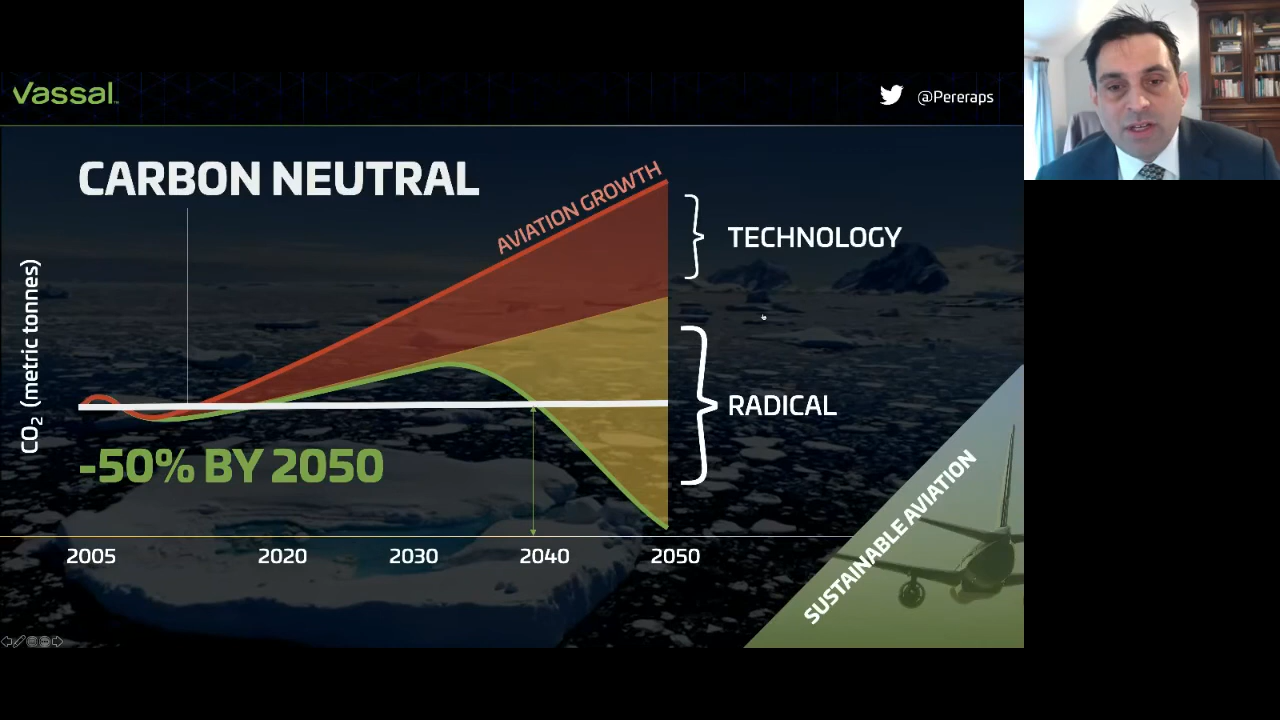 Vassal
@Pereraps
CARBON NEUTRAL
AVIATION GROWTH
TECHNOLOGY
CO₂ (metric tonnes)
RADICAL
-50% BY 2050
SUSTAINABLE AVIATION
2005 2020 2030 2040 2050